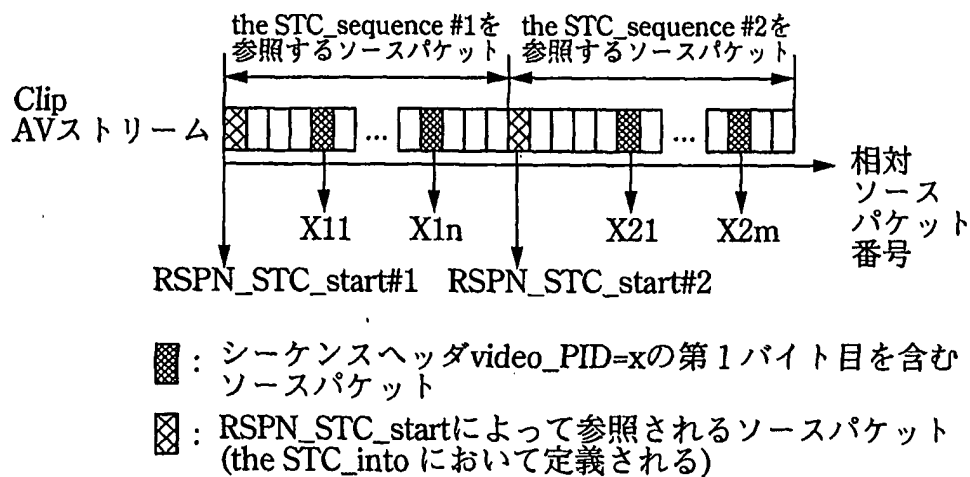 the STC_sequence #1を
参照するソースパケット
the STC_sequence #2を
参照するソースパケット
Clip
AVストリーム
...
...
相対
ソース
パケット
番号
X11
X1n
X21
X2m
RSPN_STC_start#1
RSPN_STC_start#2
: シーケンスヘッダvideo_PID=xの第1バイト目を含む
ソースパケット
: RSPN_STC_startによって参照されるソースパケット
(the STC_into において定義される)